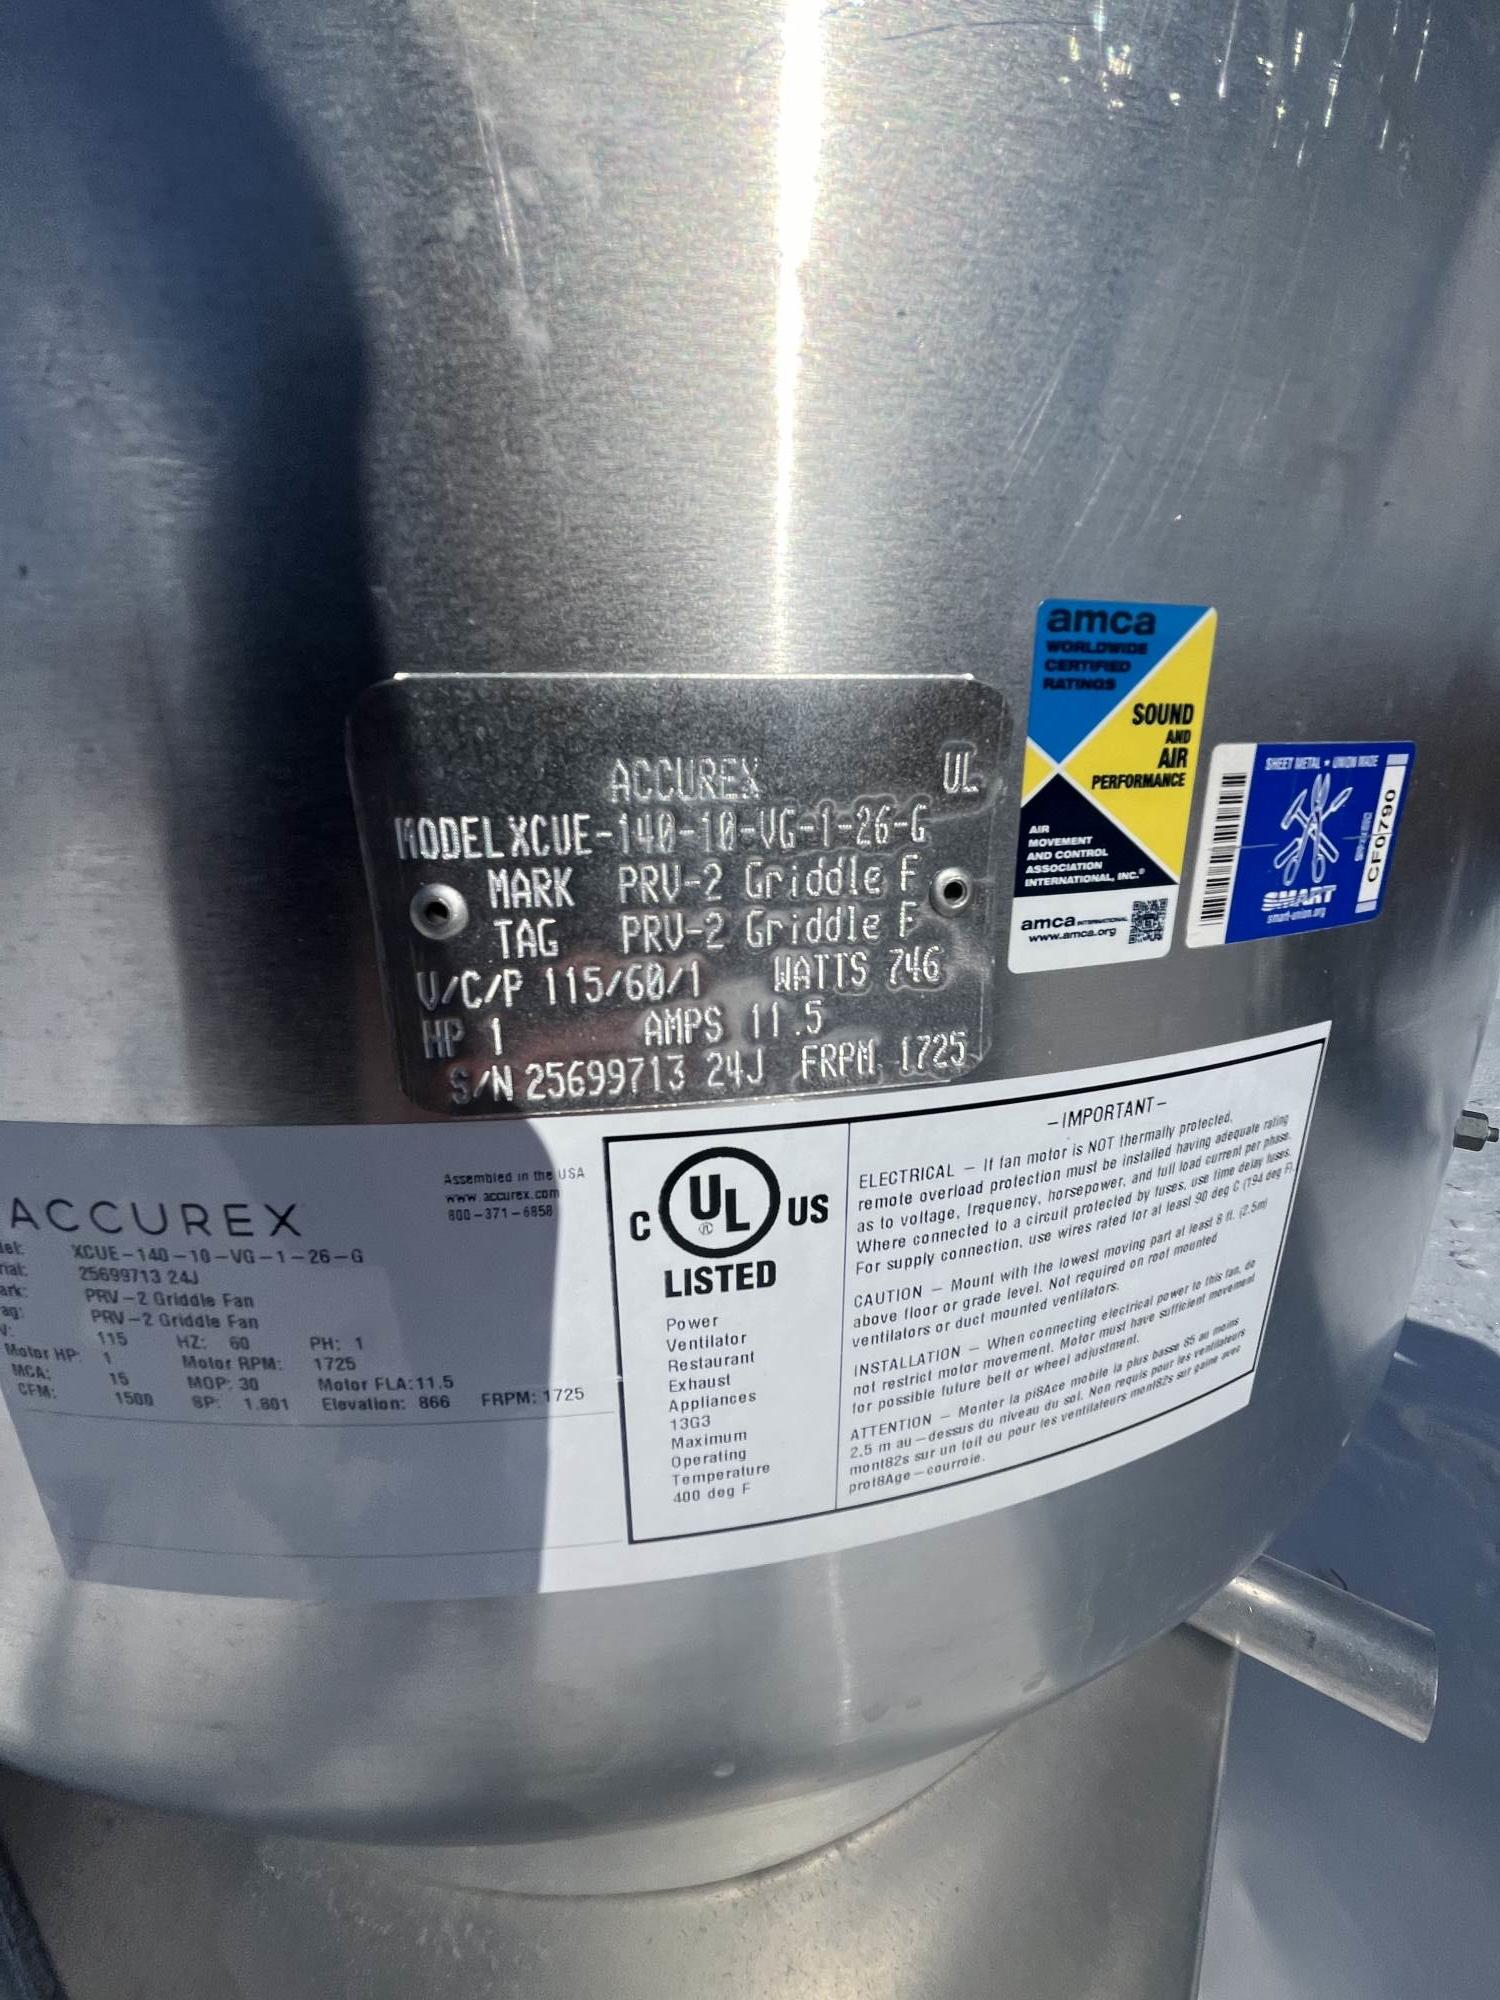 ACCUREX UL
MODEL XCUE-140-10-VG-1-26-G
MARK PRV-2 Griddle F
TAG PRV-2 Griddle F
V/C/P 115/60/1 WATTS 746
HP 1 AMPS 11.5
S/N 25699713 24J FRPM 1725
amca
WORLDWIDE
CERTIFIED
RATINGS
SOUND
AND
AIR
PERFORMANCE
AIR
MOVEMENT
AND CONTROL
ASSOCIATION
INTERNATIONAL, INC.®
amca INTERNATIONAL
www.amca.org
SHEET METAL • UNION MADE
SMART
smart-union.org
CF0790
ACCUREX
Assembled in the USA
www.accurex.com
800-371-6858
del: XCUE-140-10-VG-1-26-G
rial: 25699713 24J
ark: PRV-2 Griddle Fan
ag: PRV-2 Griddle Fan
V: 115 HZ: 60 PH: 1
Motor HP: 1 Motor RPM: 1725
MCA: 15 MOP: 30 Motor FLA: 11.5
CFM: 1500 SP: 1.801 Elevation: 866 FRPM: 1725
C UL US
®
LISTED
Power
Ventilator
Restaurant
Exhaust
Appliances
13G3
Maximum
Operating
Temperature
400 deg F
-IMPORTANT-
ELECTRICAL - If fan motor is NOT thermally protected,
remote overload protection must be installed having adequate rating
as to voltage, frequency, horsepower, and full load current per phase.
Where connected to a circuit protected by fuses, use time delay fuses.
For supply connection, use wires rated for at least 90 deg C (194 deg F).
CAUTION - Mount with the lowest moving part at least 8 ft. (2.5m)
above floor or grade level. Not required on roof mounted
ventilators or duct mounted ventilators.
INSTALLATION - When connecting electrical power to this fan, do
not restrict motor movement. Motor must have sufficient movement
for possible future belt or wheel adjustment.
ATTENTION - Monter la pi8Ace mobile la plus basse 85 au moins
2.5 m au-dessus du niveau du sol. Non requis pour les ventilateurs
mont82s sur un toit ou pour les ventilateurs mont82s sur gaine avec
prot8Age-courroie.